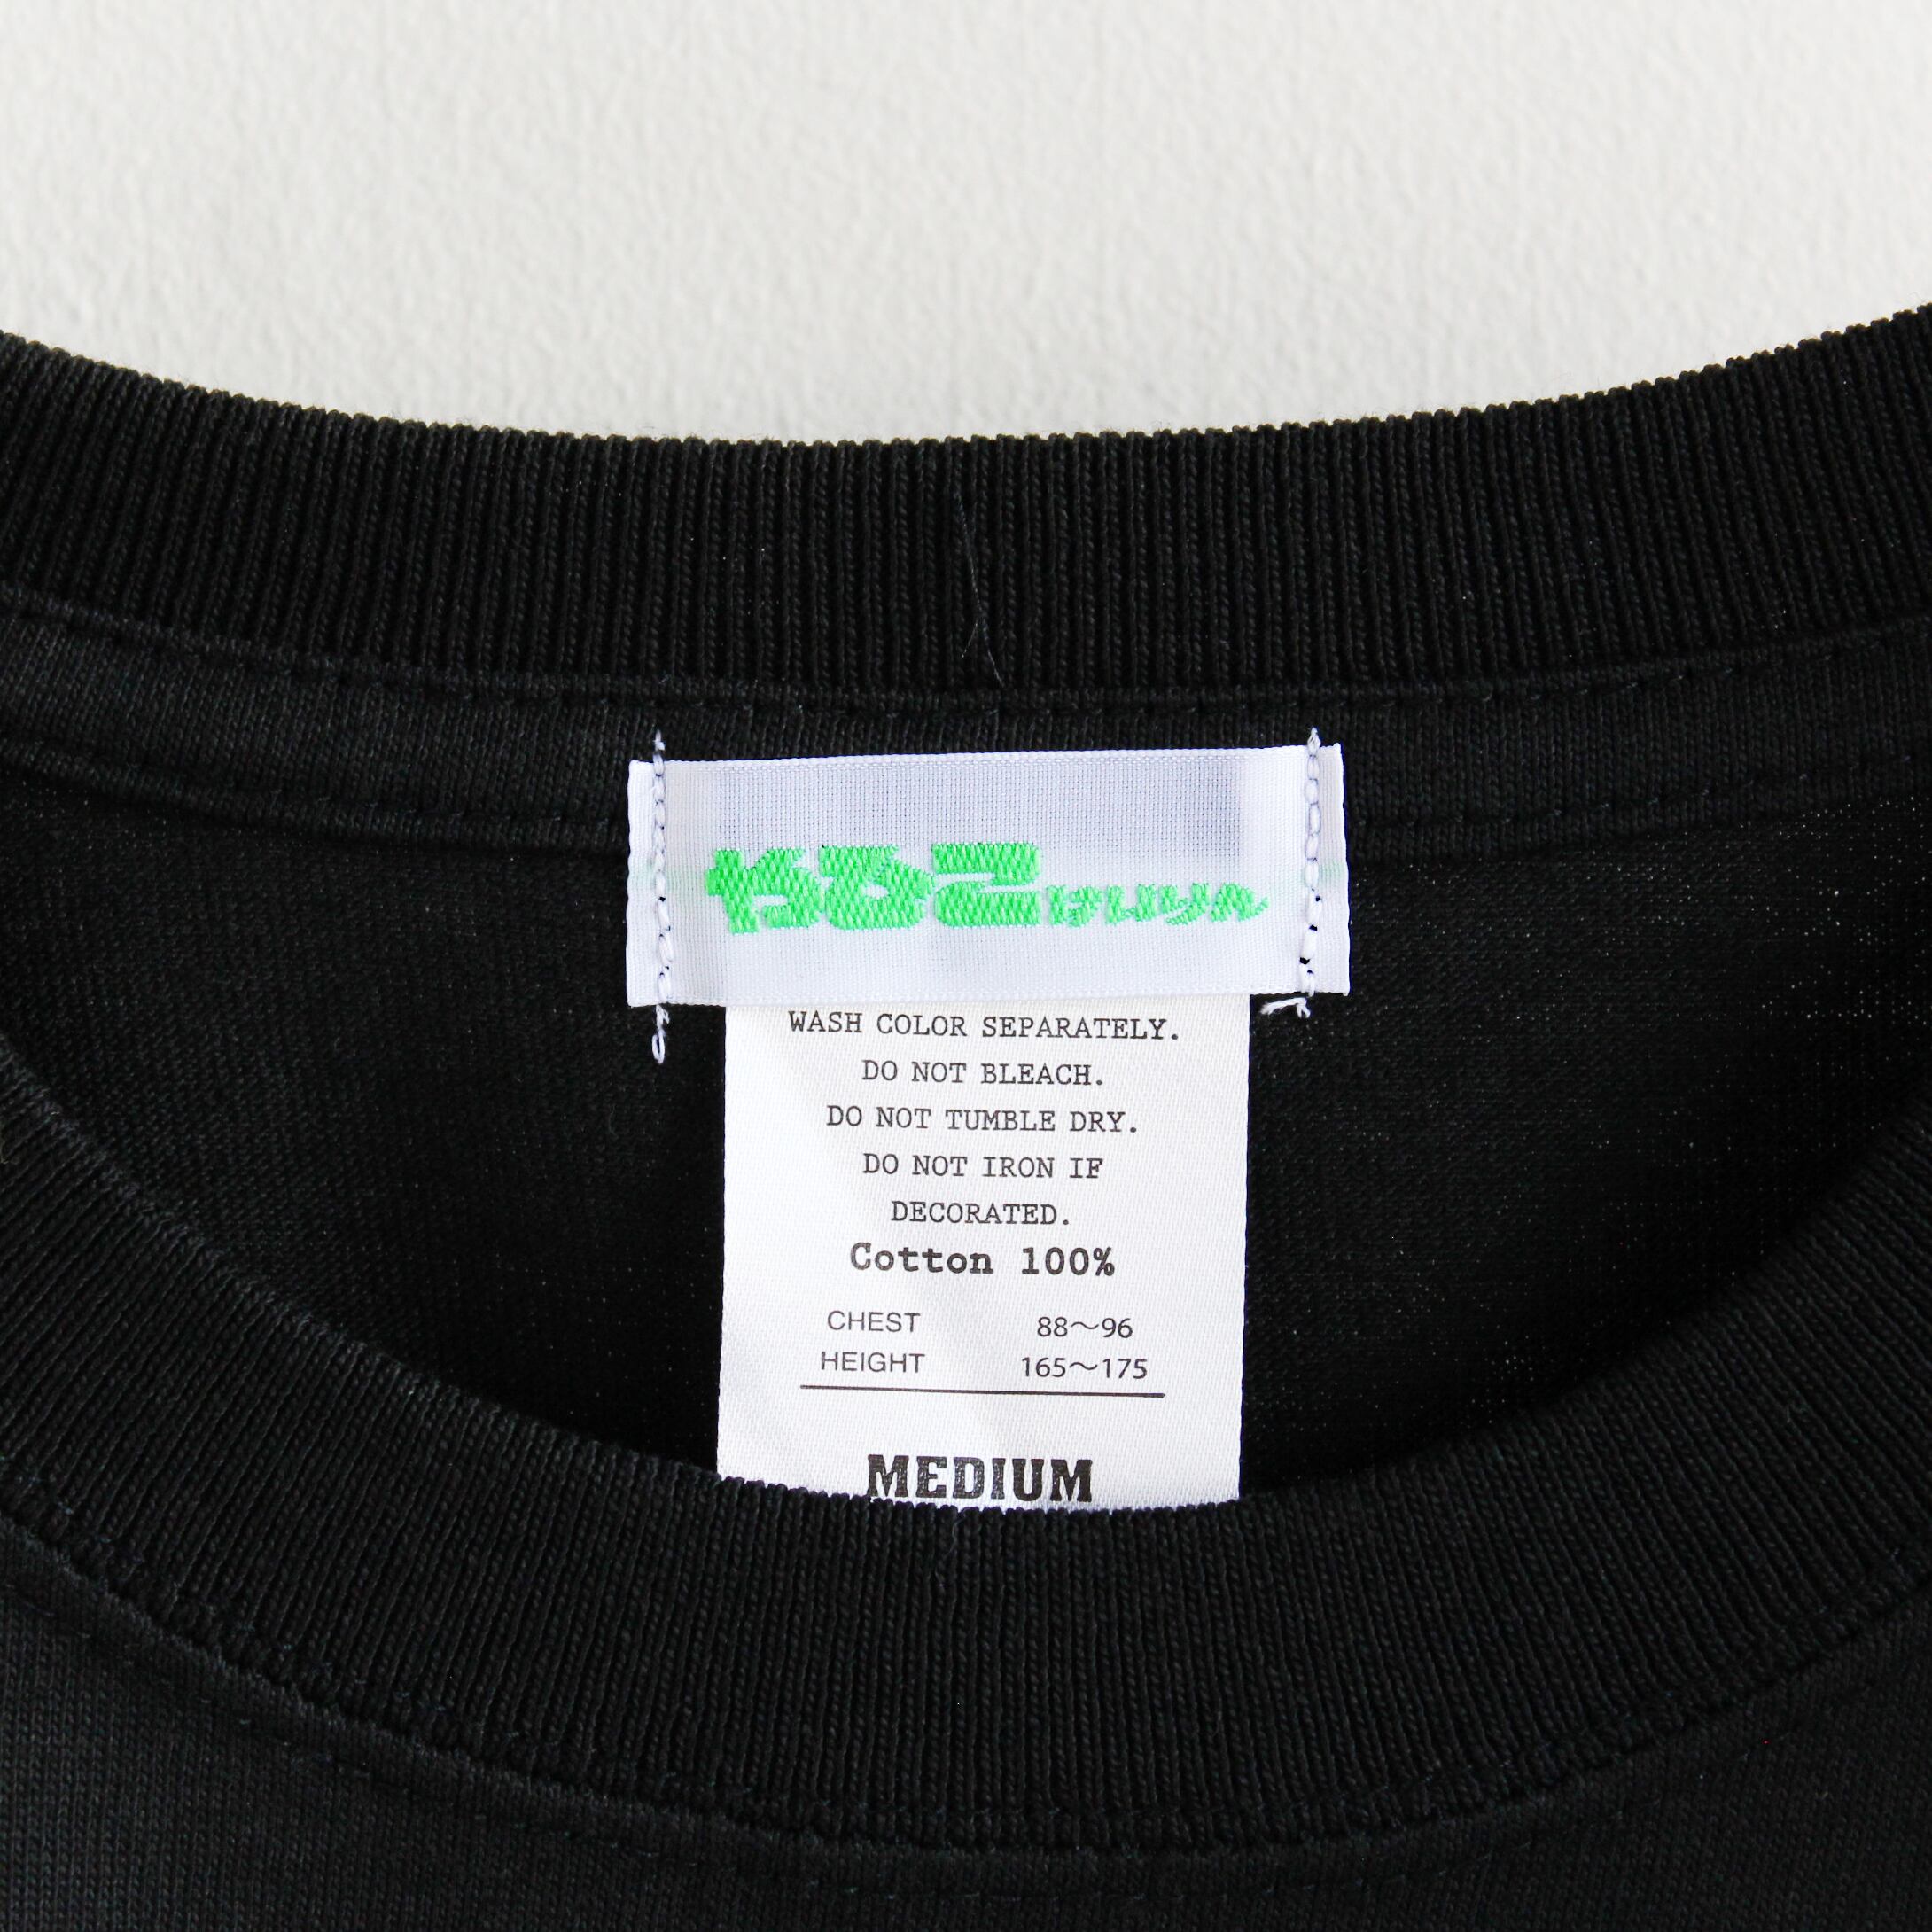 WASH COLOR SEPARATELY.
DO NOT BLEACH.
DO NOT TUMBLE DRY.
DO NOT IRON IF
DECORATED.
Cotton 100%
CHEST 88～96
HEIGHT 165～175
MEDIUM